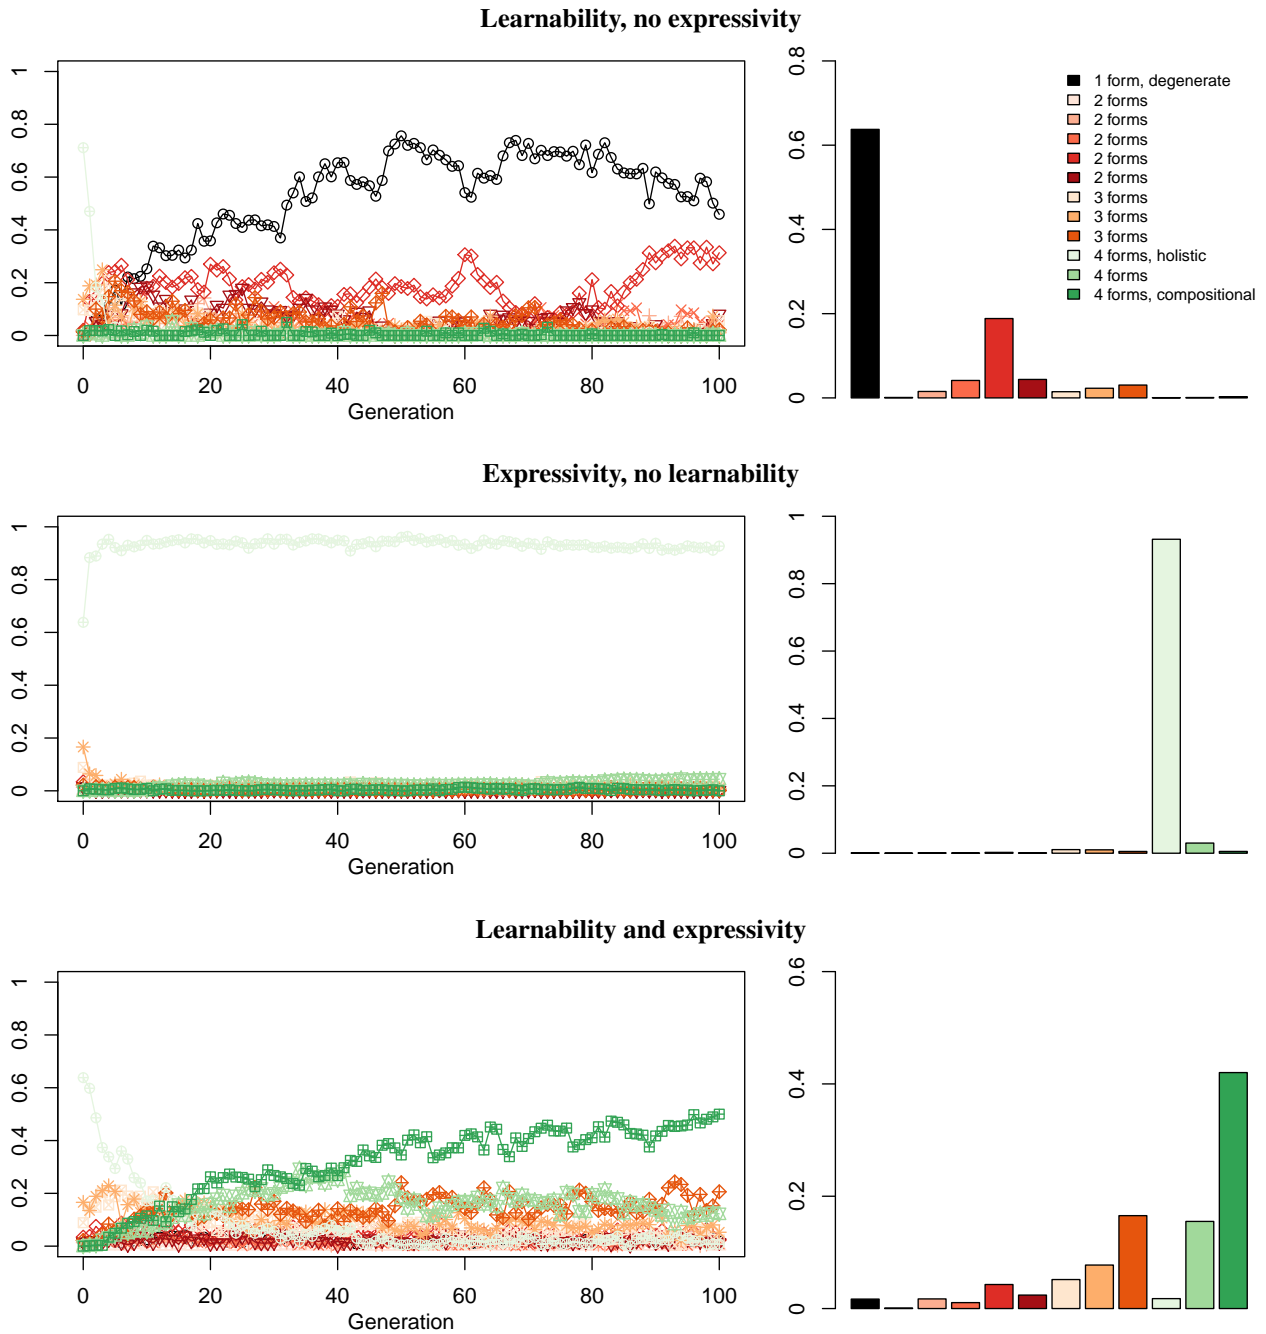 Learnability, no expressivity
1
0.8
0.6
0.4
0.2
0
0 20 40 60 80 100
Generation
0.8
0.6
0.4
0.2
0
1 form, degenerate
2 forms
2 forms
2 forms
2 forms
2 forms
3 forms
3 forms
3 forms
4 forms, holistic
4 forms
4 forms, compositional
Expressivity, no learnability
1
0.8
0.6
0.4
0.2
0
0 20 40 60 80 100
Generation
1
0.8
0.6
0.4
0.2
0
Learnability and expressivity
1
0.8
0.6
0.4
0.2
0
0 20 40 60 80 100
Generation
0.6
0.4
0.2
0